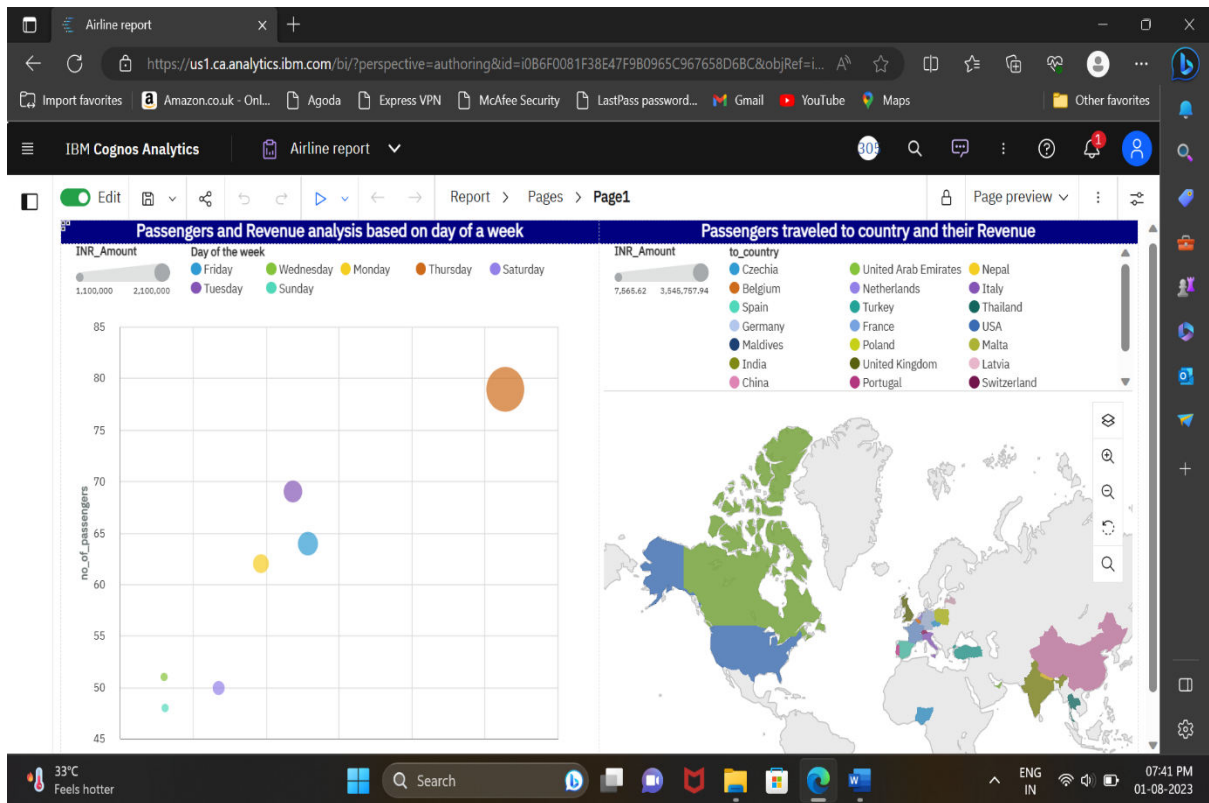 Airline report
https://us1.ca.analytics.ibm.com/bi/?perspective=authoring&id=i0B6F0081F38E47F9B0965C967658D6BC&objRef=i...
Import favorites Amazon.co.uk - Onl... Agoda Express VPN McAfee Security LastPass password... Gmail YouTube Maps Other favorites
IBM Cognos Analytics Airline report 305 1
Edit Report > Pages > Page1 Page preview
Passengers and Revenue analysis based on day of a week
INR_Amount Day of the week
Friday Wednesday Monday Thursday Saturday
1,100,000 2,100,000 Tuesday Sunday
85
80
75
70
65
60
55
50
45
no_of_passengers
Passengers traveled to country and their Revenue
INR_Amount to_country
7,565.62 3,545,757.94
Czechia United Arab Emirates Nepal
Belgium Netherlands Italy
Spain Turkey Thailand
Germany France USA
Maldives Poland Malta
India United Kingdom Latvia
China Portugal Switzerland
33°C
Feels hotter
Search
ENG
IN
07:41 PM
01-08-2023